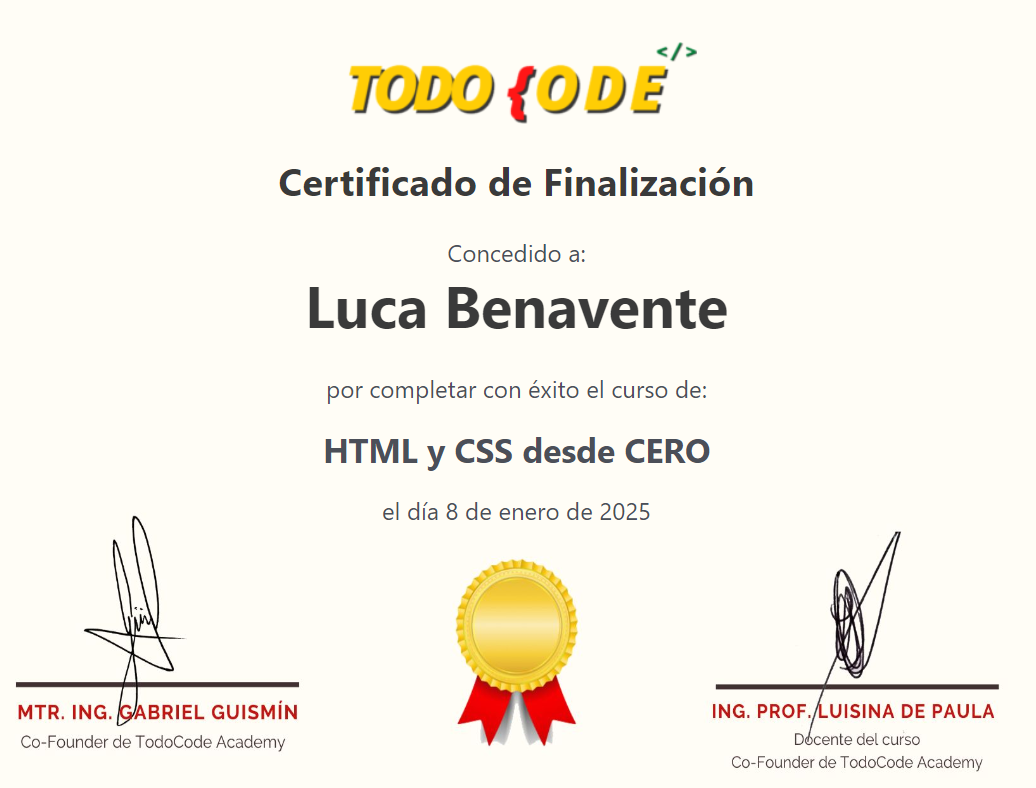 </>
TODO {ODE
Certificado de Finalización
Concedido a:
Luca Benavente
por completar con éxito el curso de:
HTML y CSS desde CERO
el día 8 de enero de 2025
MTR. ING. GABRIEL GUISMÍN
Co-Founder de TodoCode Academy
ING. PROF. LUISINA DE PAULA
Docente del curso
Co-Founder de TodoCode Academy